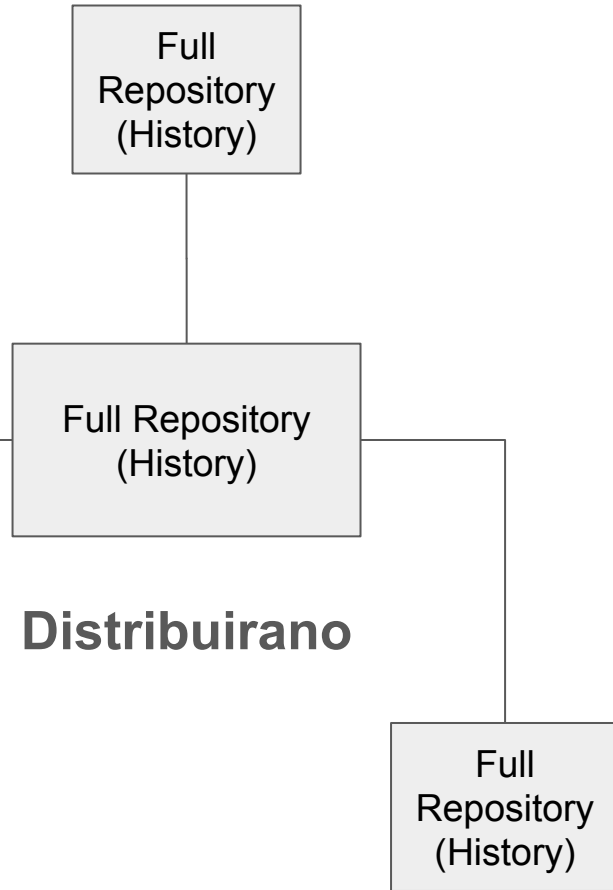 Full
Repository
(History)
Full Repository
(History)
Distribuirano
Full
Repository
(History)